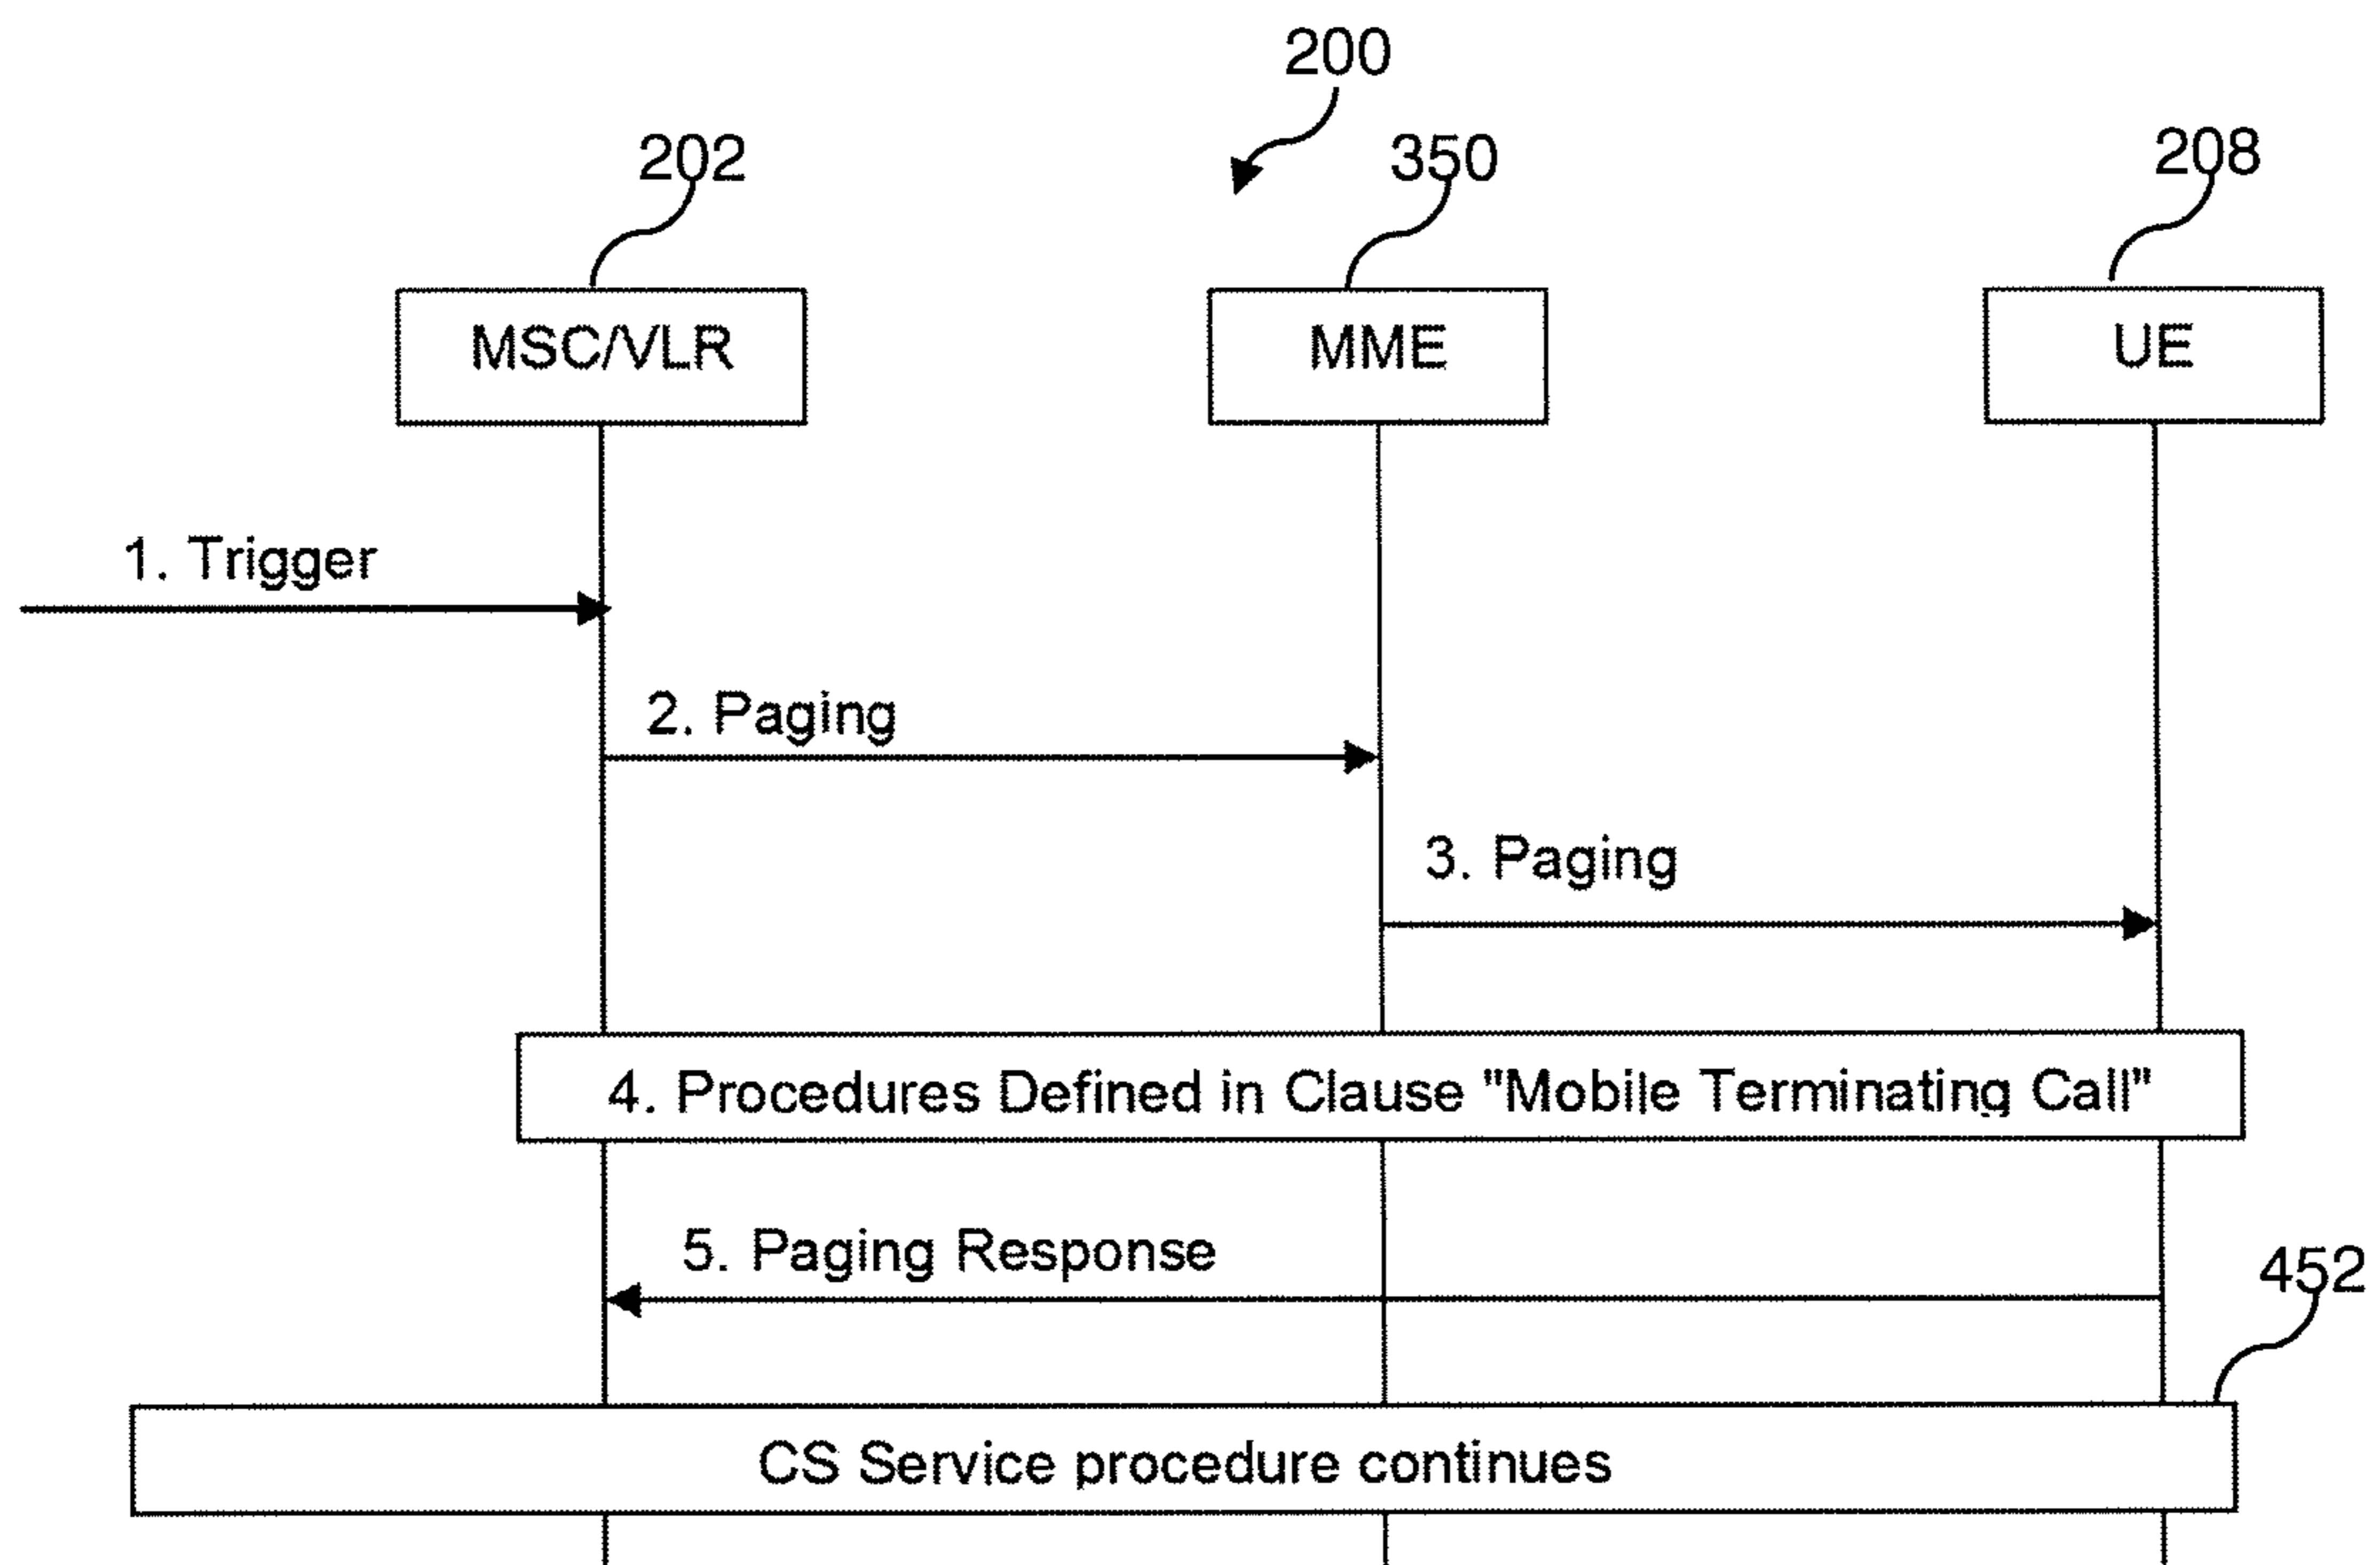 200
202
350
208
MSC/VLR
MME
UE
1. Trigger
2. Paging
3. Paging
4. Procedures Defined in Clause "Mobile Terminating Call"
5. Paging Response
452
CS Service procedure continues